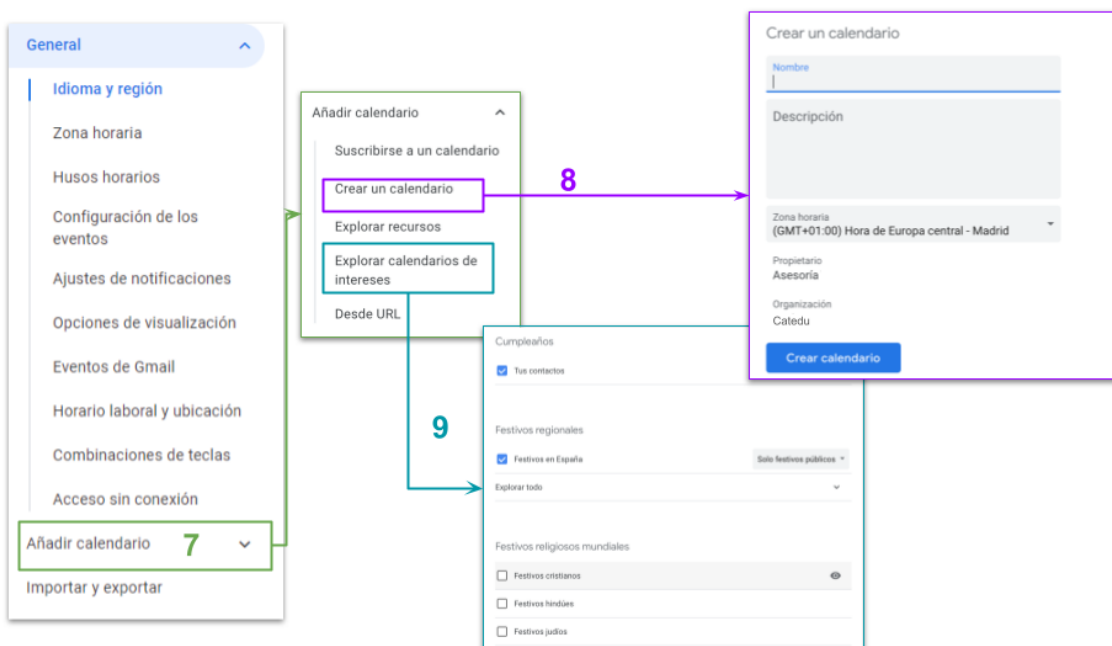 General
Idioma y región
Zona horaria
Husos horarios
Configuración de los
eventos
Ajustes de notificaciones
Opciones de visualización
Eventos de Gmail
Horario laboral y ubicación
Combinaciones de teclas
Acceso sin conexión
Añadir calendario 7
Importar y exportar
Añadir calendario
Suscribirse a un calendario
Crear un calendario
Explorar recursos
Explorar calendarios de
intereses
Desde URL
8
Crear un calendario
Nombre
Descripción
Zona horaria
(GMT+01:00) Hora de Europa central - Madrid
Propietario
Asesoría
Organización
Catedu
Crear calendario
9
Cumpleaños
Tus contactos
Festivos regionales
Festivos en España Solo festivos públicos
Explorar todo
Festivos religiosos mundiales
Festivos cristianos
Festivos hindúes
Festivos judíos